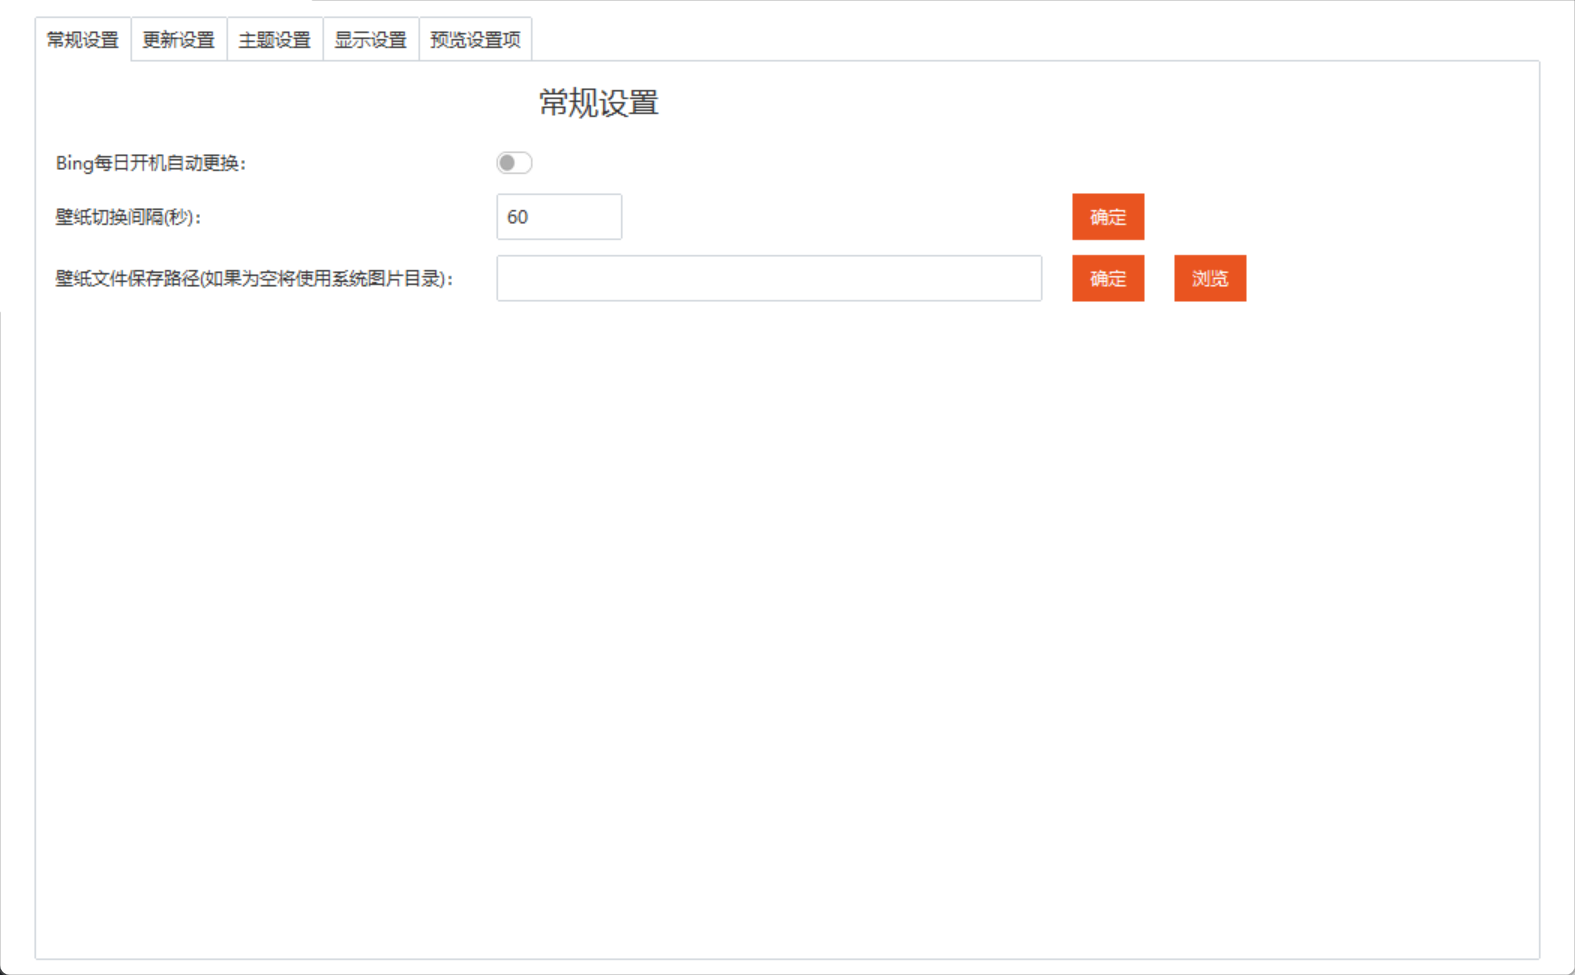 常规设置 更新设置 主题设置 显示设置 预览设置项
常规设置
Bing每日开机自动更换:
壁纸切换间隔(秒): 60 确定
壁纸文件保存路径(如果为空将使用系统图片目录): 确定 浏览